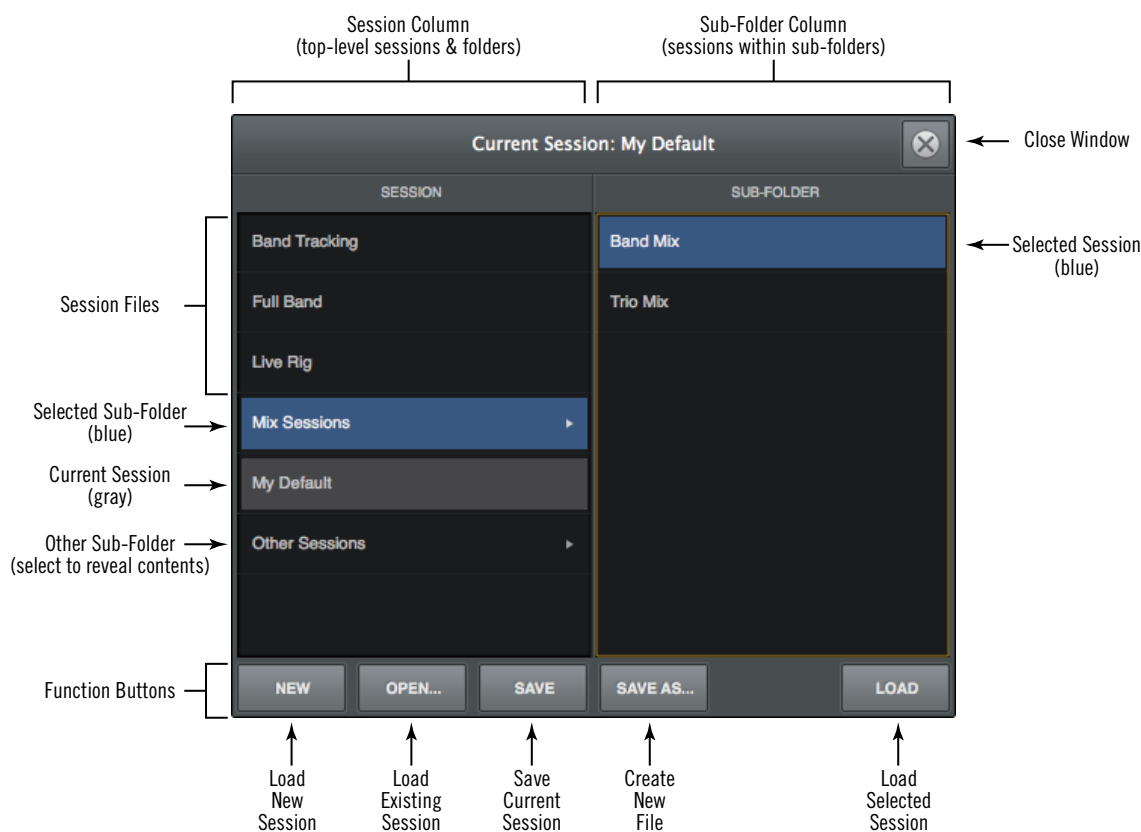 Session Column
(top-level sessions & folders)
Sub-Folder Column
(sessions within sub-folders)
Current Session: My Default
Close Window
SESSION
SUB-FOLDER
Band Tracking
Band Mix
Selected Session
(blue)
Full Band
Trio Mix
Session Files
Live Rig
Selected Sub-Folder
(blue)
Mix Sessions
Current Session
(gray)
My Default
Other Sub-Folder
(select to reveal contents)
Other Sessions
Function Buttons
NEW
OPEN...
SAVE
SAVE AS...
LOAD
Load
New
Session
Load
Existing
Session
Save
Current
Session
Create
New
File
Load
Selected
Session